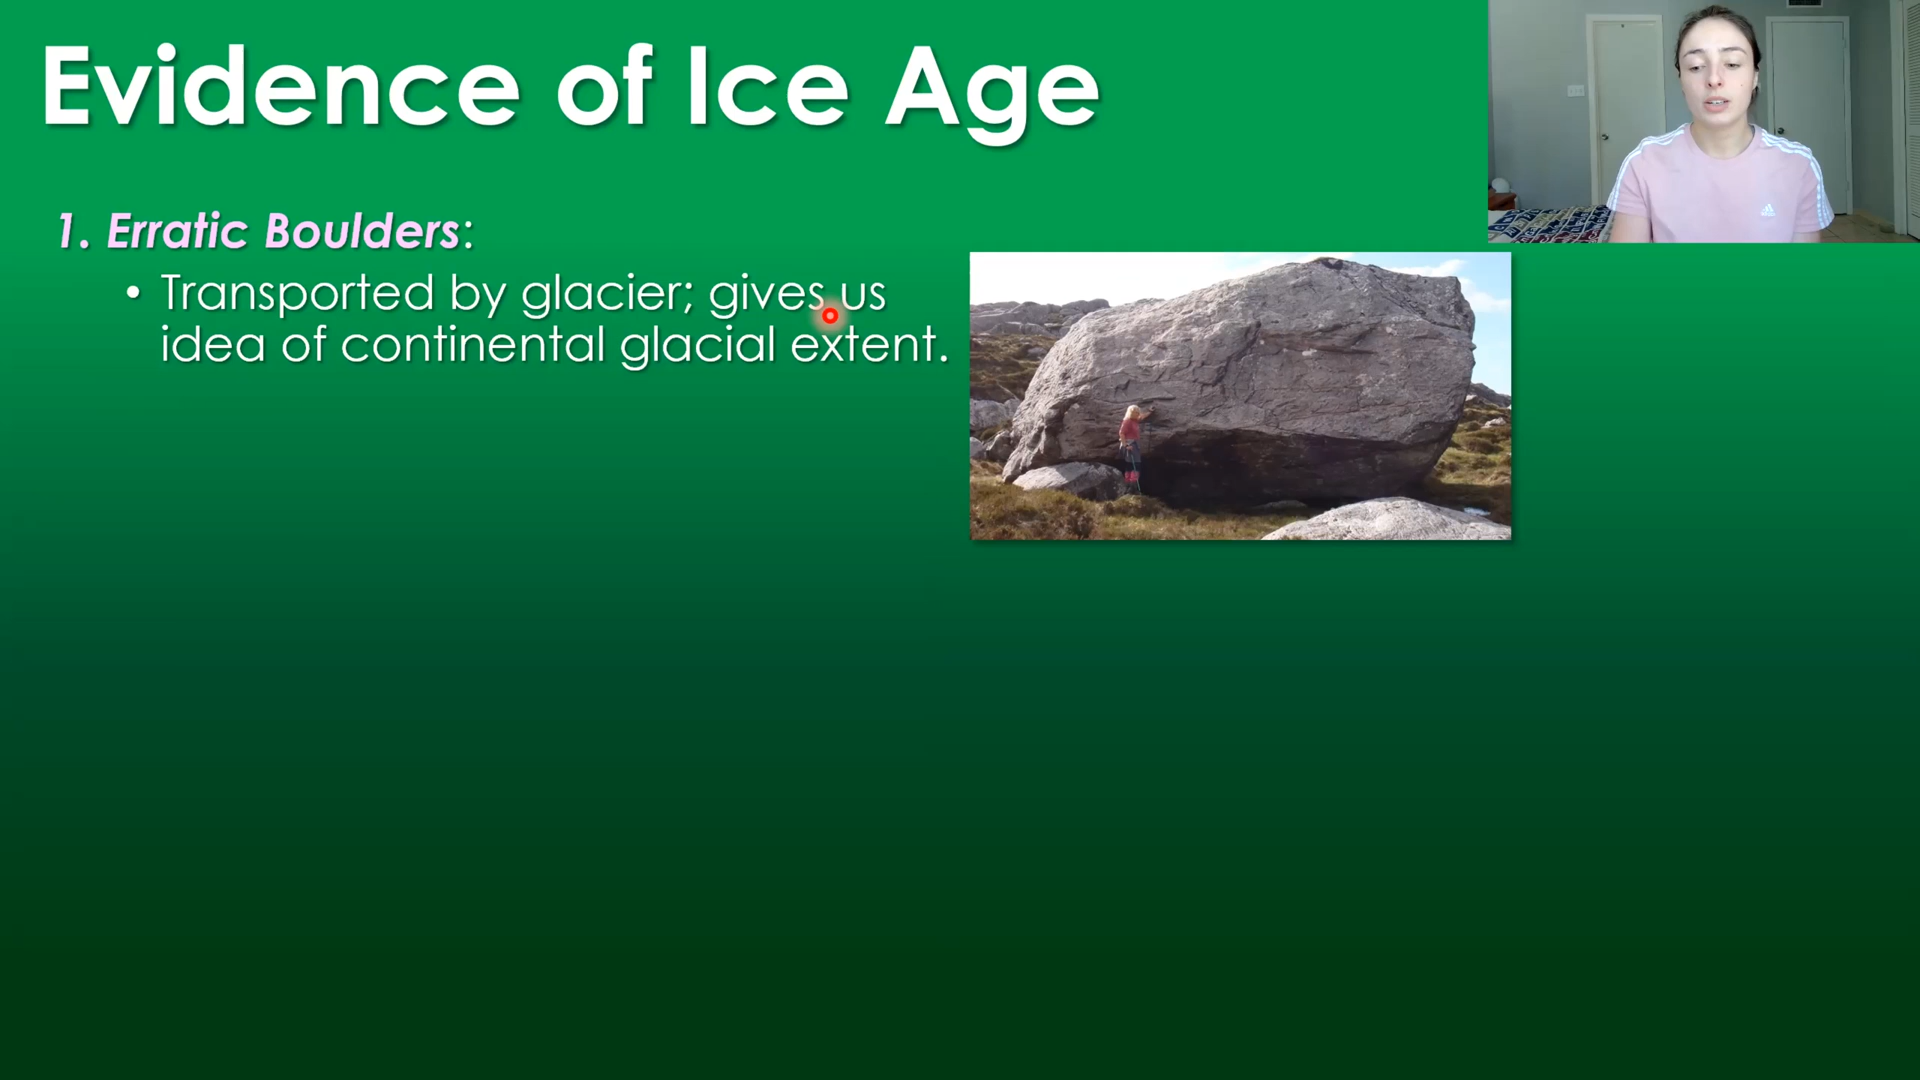 Evidence of Ice Age
1. Erratic Boulders:
• Transported by glacier; gives us
idea of continental glacial extent.